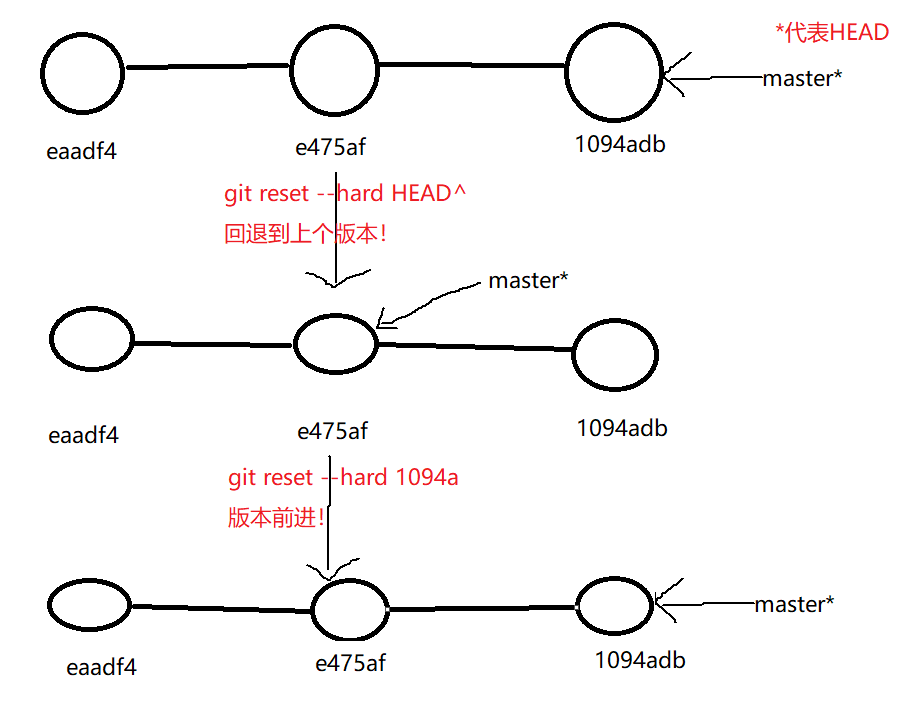 *代表HEAD
master*
eaadf4
e475af
1094adb
git reset --hard HEAD^
回退到上个版本！
master*
eaadf4
e475af
1094adb
git reset --hard 1094a
版本前进！
master*
eaadf4
e475af
1094adb